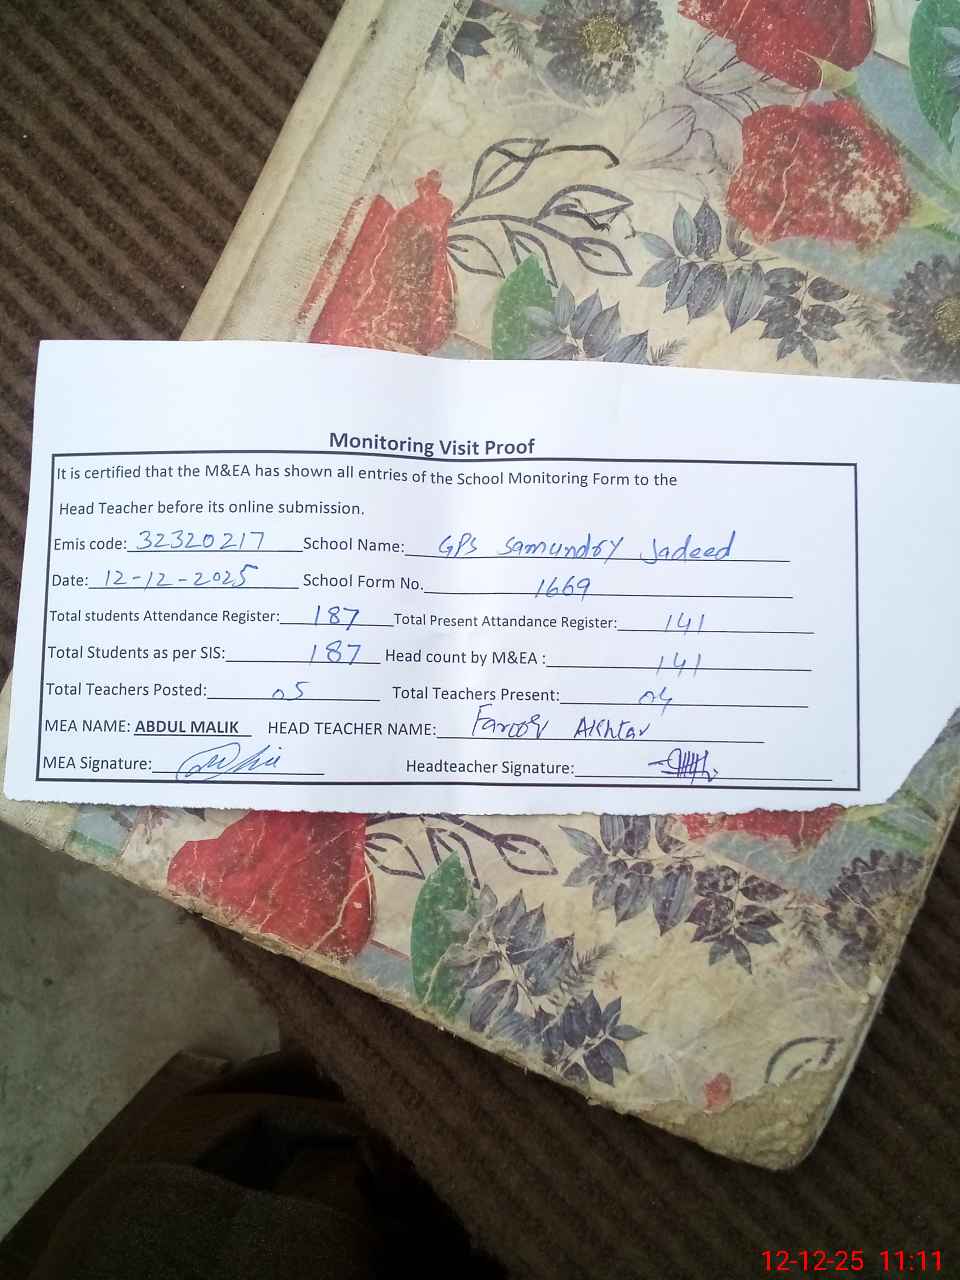 Monitoring Visit Proof
It is certified that the M&EA has shown all entries of the School Monitoring Form to the
Head Teacher before its online submission.
Emis code: 32320217 School Name: GPS Samundry Jadeed
Date: 12-12-2025 School Form No. 1669
Total students Attendance Register: 187 Total Present Attandance Register: 141
Total Students as per SIS: 187 Head count by M&EA : 141
Total Teachers Posted: 05 Total Teachers Present: 04
MEA NAME: ABDUL MALIK HEAD TEACHER NAME: Farooq Akhtar
MEA Signature: Headteacher Signature:
12-12-25 11:11